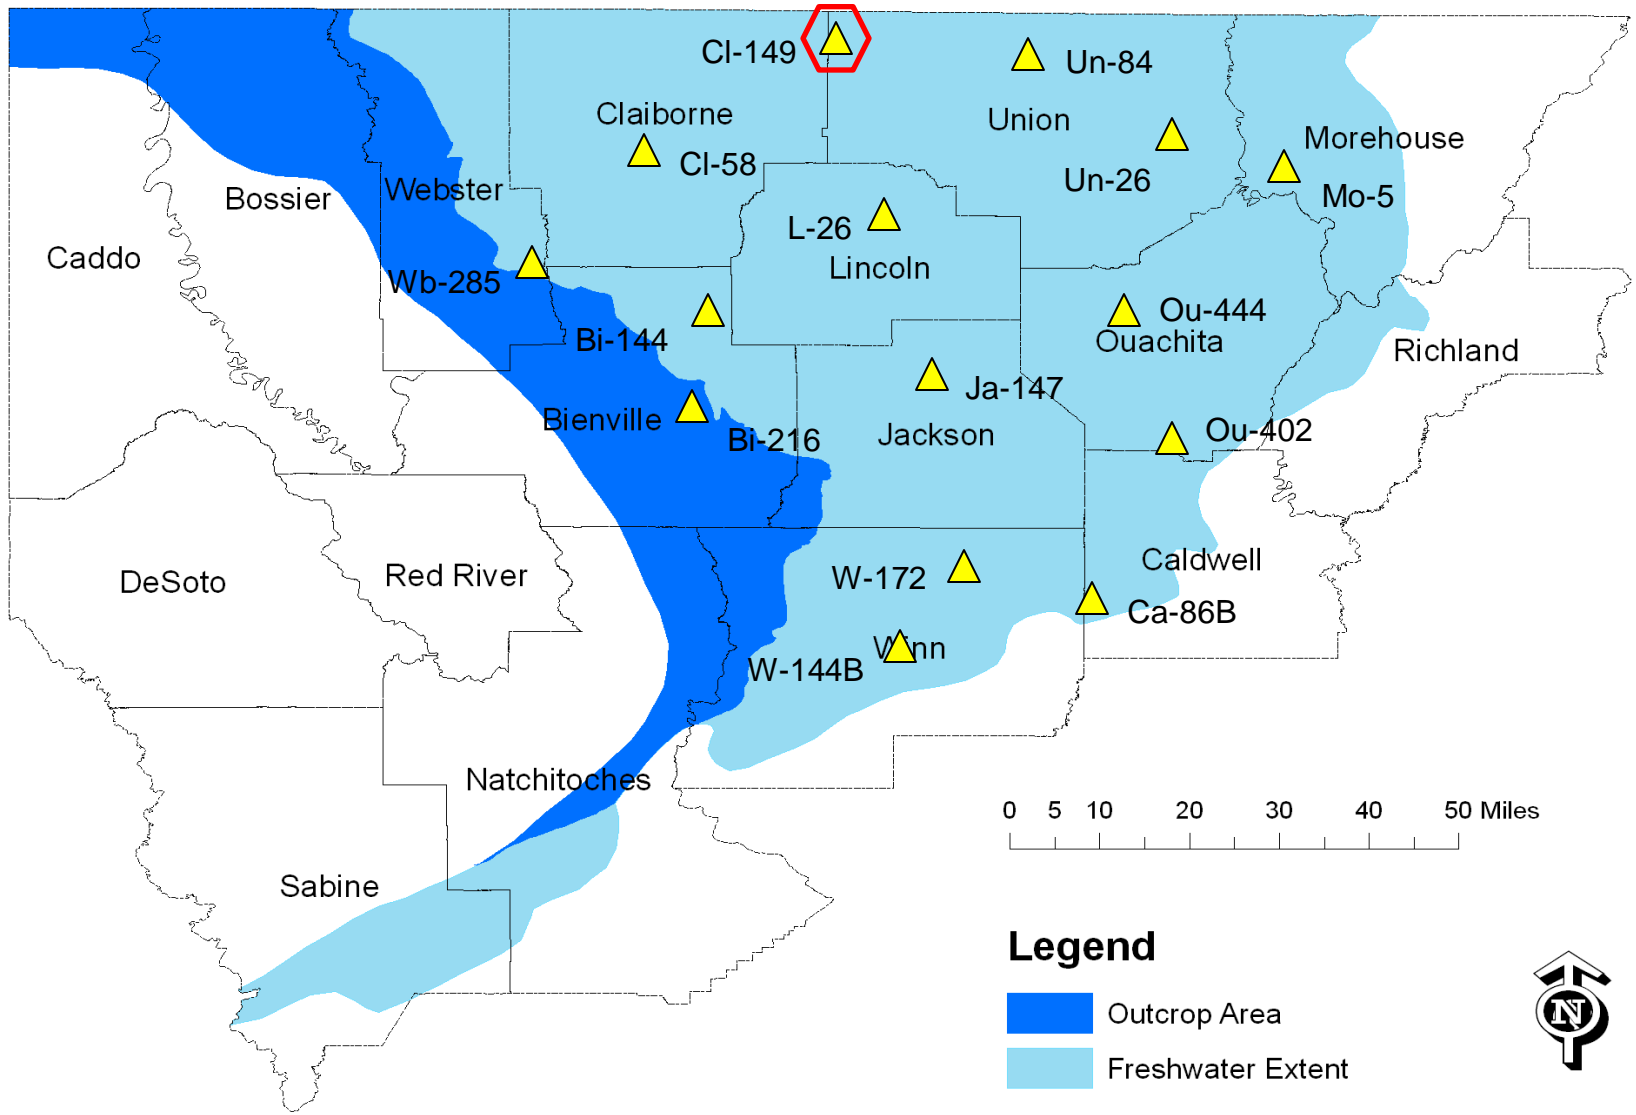 Cl-149
Un-84
Claiborne
Union
Morehouse
Cl-58
Un-26
Webster
Mo-5
Bossier
L-26
Caddo
Lincoln
Wb-285
Ou-444
Bi-144
Ouachita
Richland
Ja-147
Bienville
Bi-216
Jackson
Ou-402
Caldwell
W-172
Red River
DeSoto
Ca-86B
Winn
W-144B
Natchitoches
0 5 10 20 30 40 50 Miles
Sabine
Legend
Outcrop Area
Freshwater Extent
N